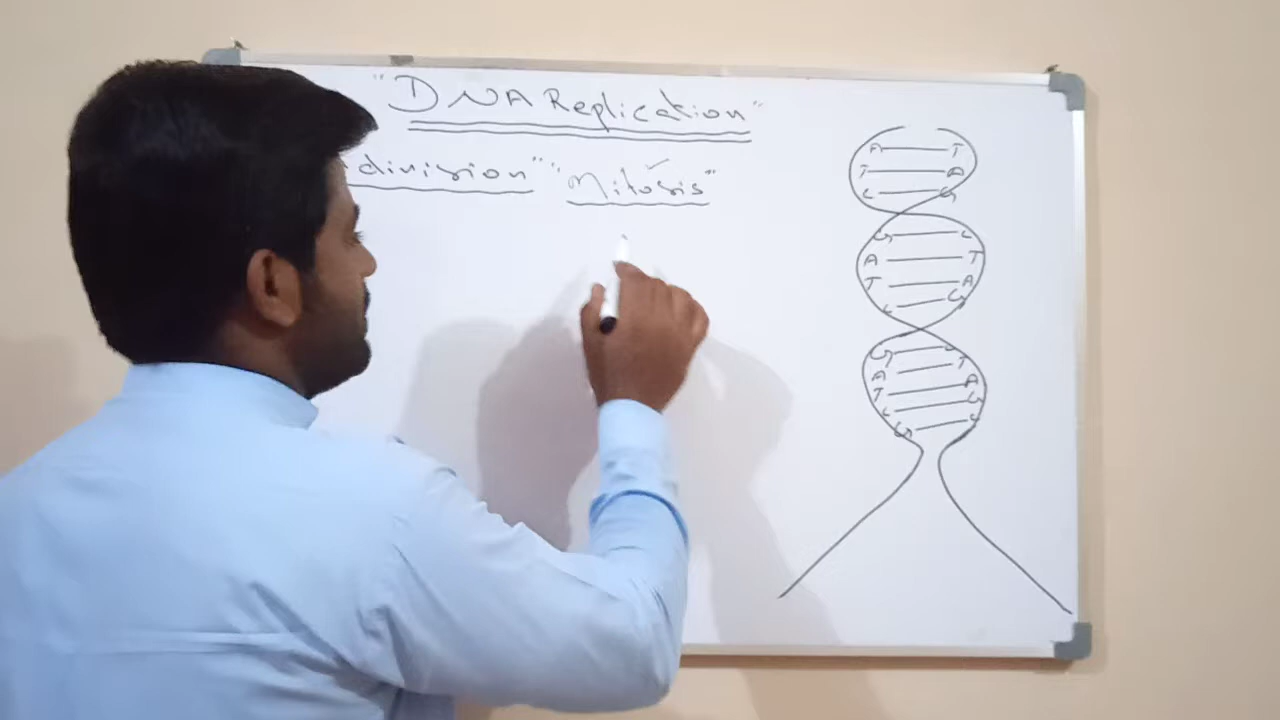 "DNA Replication"
division" "Mitosis"
A T
T A
C G
G C
A T
T A
C G
G C
T T
A A
T G
C C
G